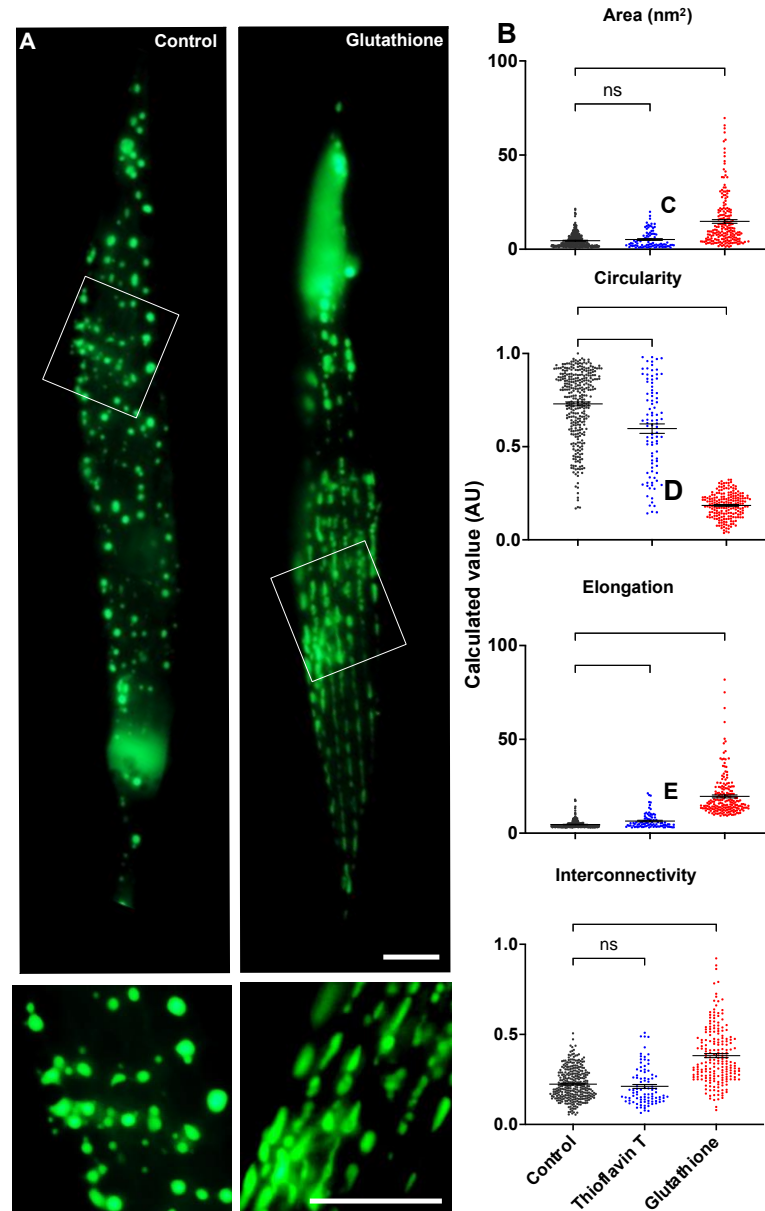 A
Control
Glutathione
B
Area (nm²)
100
50
0
ns
C
Circularity
1.0
0.5
0.0
D
Calculated value (AU)
Elongation
100
50
0
E
Interconnectivity
1.0
0.5
0.0
ns
Control
Thioflavin T
Glutathione